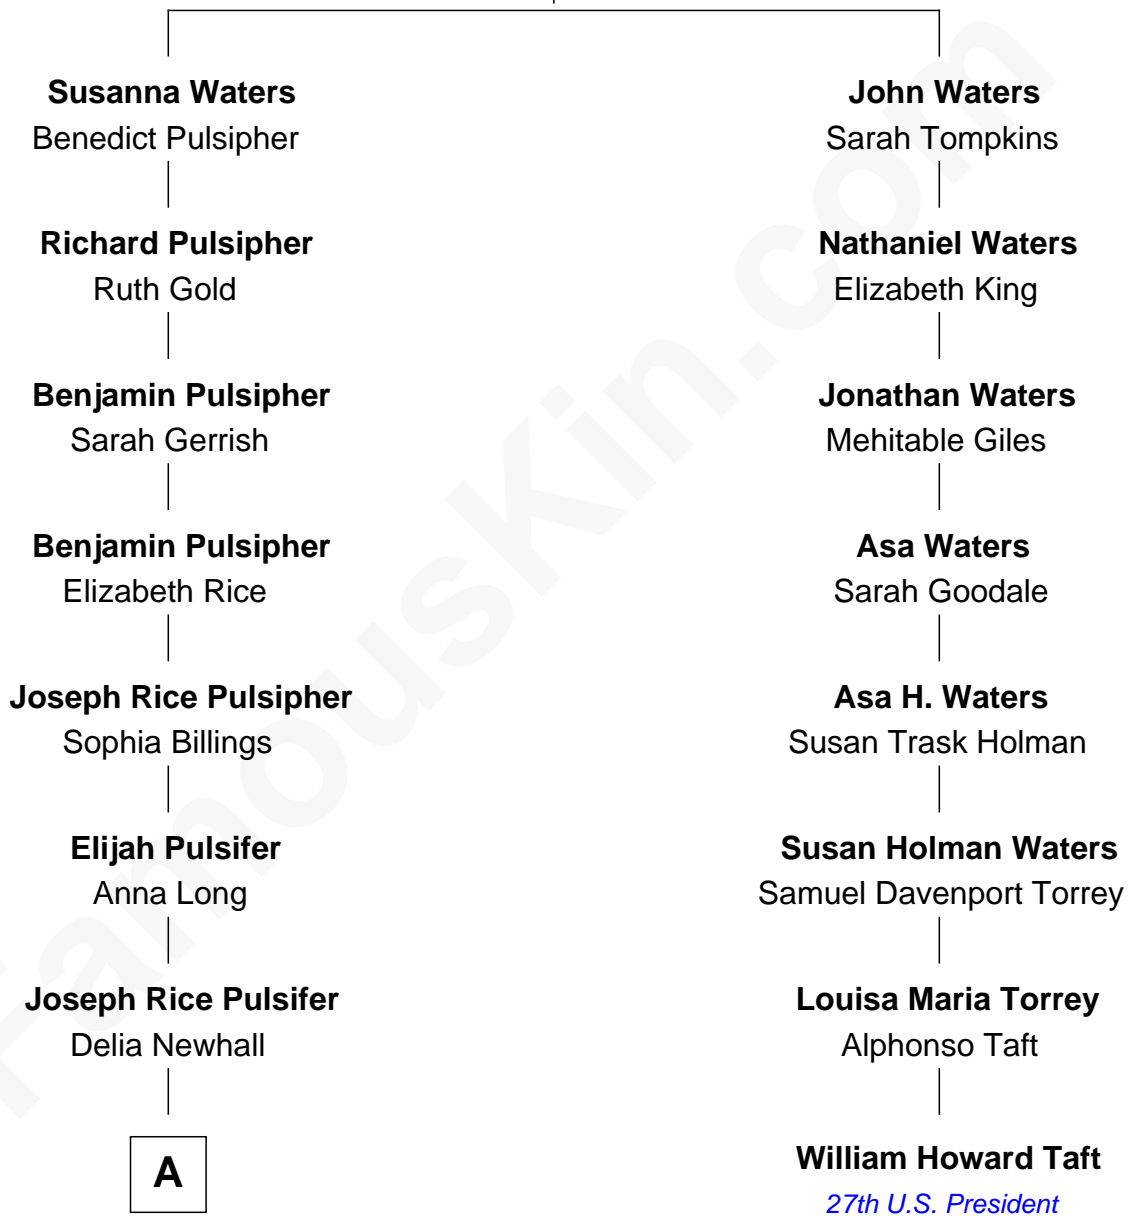 Susanna Waters
Benedict Pulsipher
Richard Pulsipher
Ruth Gold
Benjamin Pulsipher
Sarah Gerrish
Benjamin Pulsipher
Elizabeth Rice
Joseph Rice Pulsipher
Sophia Billings
Elijah Pulsifer
Anna Long
Joseph Rice Pulsifer
Delia Newhall
A
John Waters
Sarah Tompkins
Nathaniel Waters
Elizabeth King
Jonathan Waters
Mehitable Giles
Asa Waters
Sarah Goodale
Asa H. Waters
Susan Trask Holman
Susan Holman Waters
Samuel Davenport Torrey
Louisa Maria Torrey
Alphonso Taft
William Howard Taft
27th U.S. President
FamousKin.com